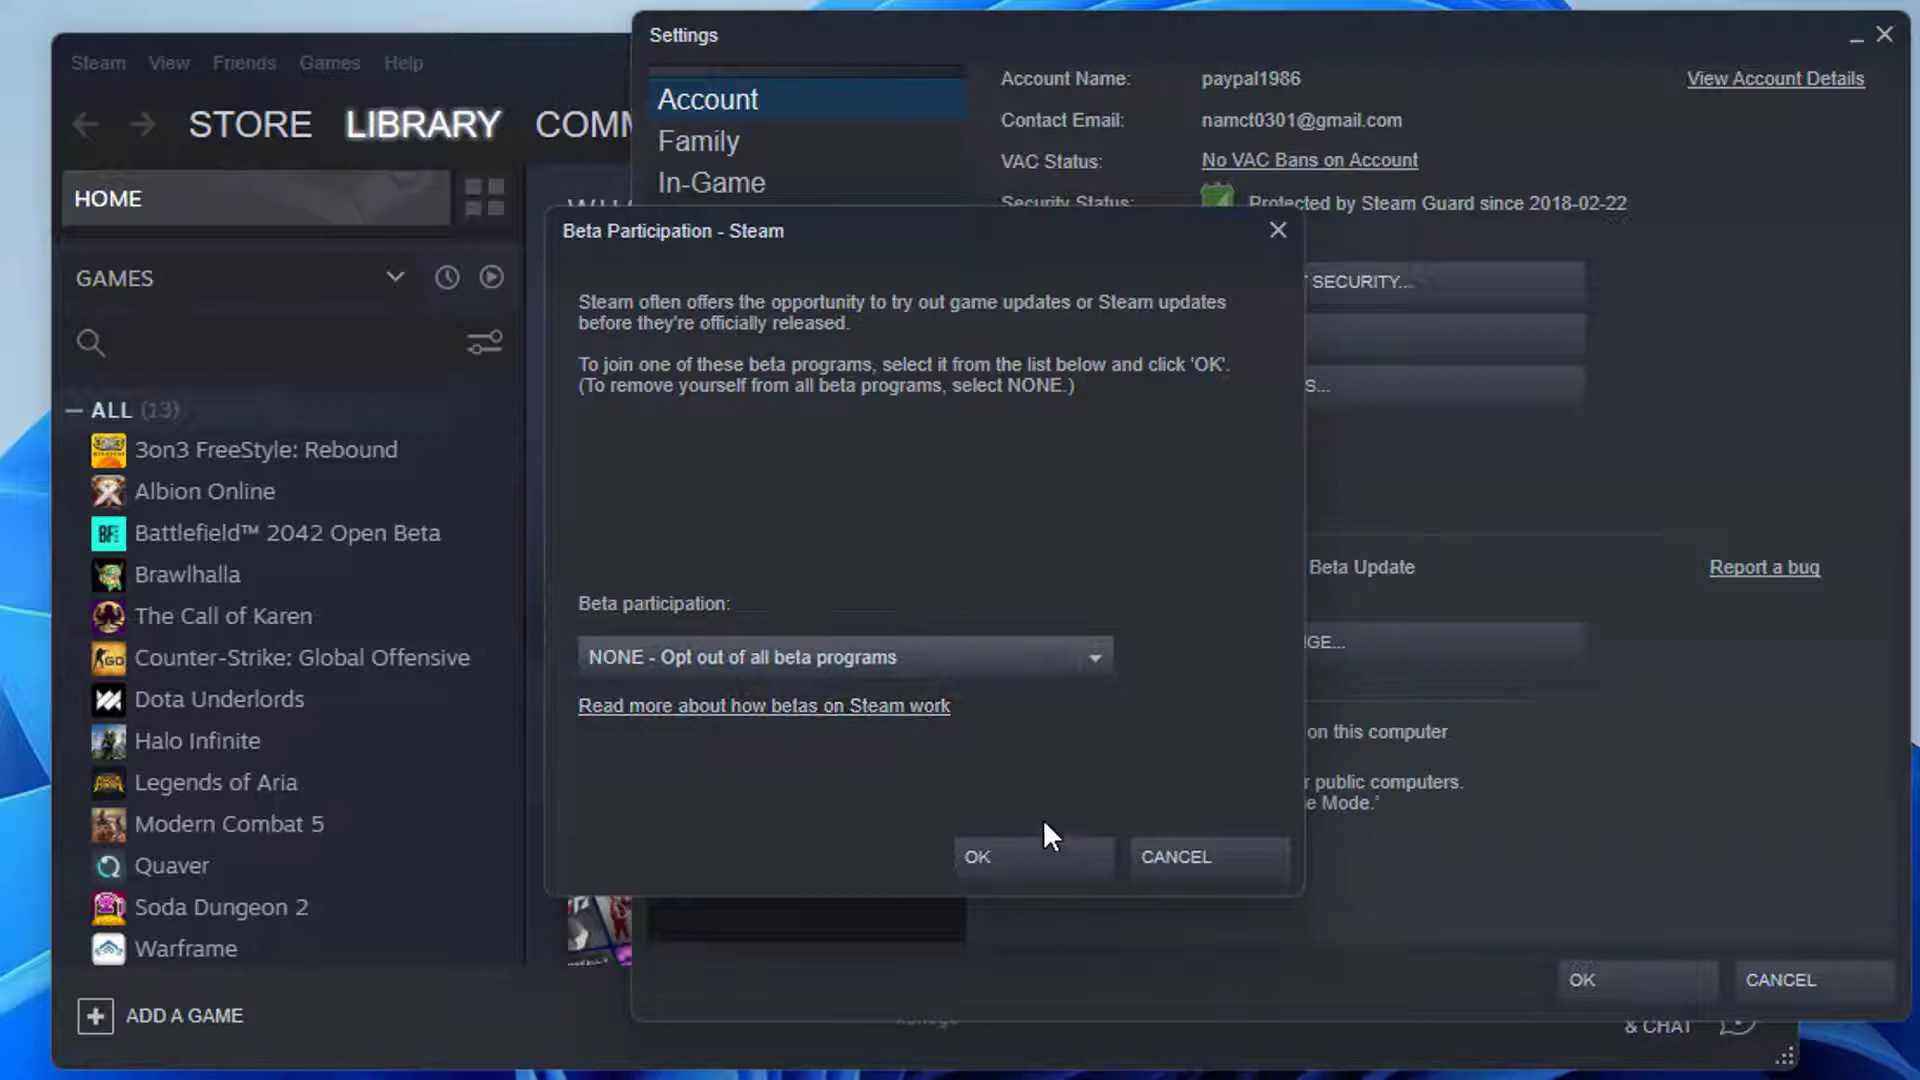 Steam View Friends Games Help
STORE LIBRARY COMM
HOME
GAMES
ALL (13)
3on3 FreeStyle: Rebound
Albion Online
Battlefield™ 2042 Open Beta
Brawlhalla
The Call of Karen
Counter-Strike: Global Offensive
Dota Underlords
Halo Infinite
Legends of Aria
Modern Combat 5
Quaver
Soda Dungeon 2
Warframe
ADD A GAME
Settings
Account
Family
In-Game
Account Name: paypal1986 View Account Details
Contact Email: namct0301@gmail.com
VAC Status: No VAC Bans on Account
Security Status: Protected by Steam Guard since 2018-02-22
SECURITY...
S...
Beta Update Report a bug
GE...
on this computer
r public computers.
e Mode.'
OK CANCEL
& CHAT
Beta Participation - Steam
Steam often offers the opportunity to try out game updates or Steam updates
before they're officially released.
To join one of these beta programs, select it from the list below and click 'OK'.
(To remove yourself from all beta programs, select NONE.)
Beta participation:
NONE - Opt out of all beta programs
Read more about how betas on Steam work
OK CANCEL